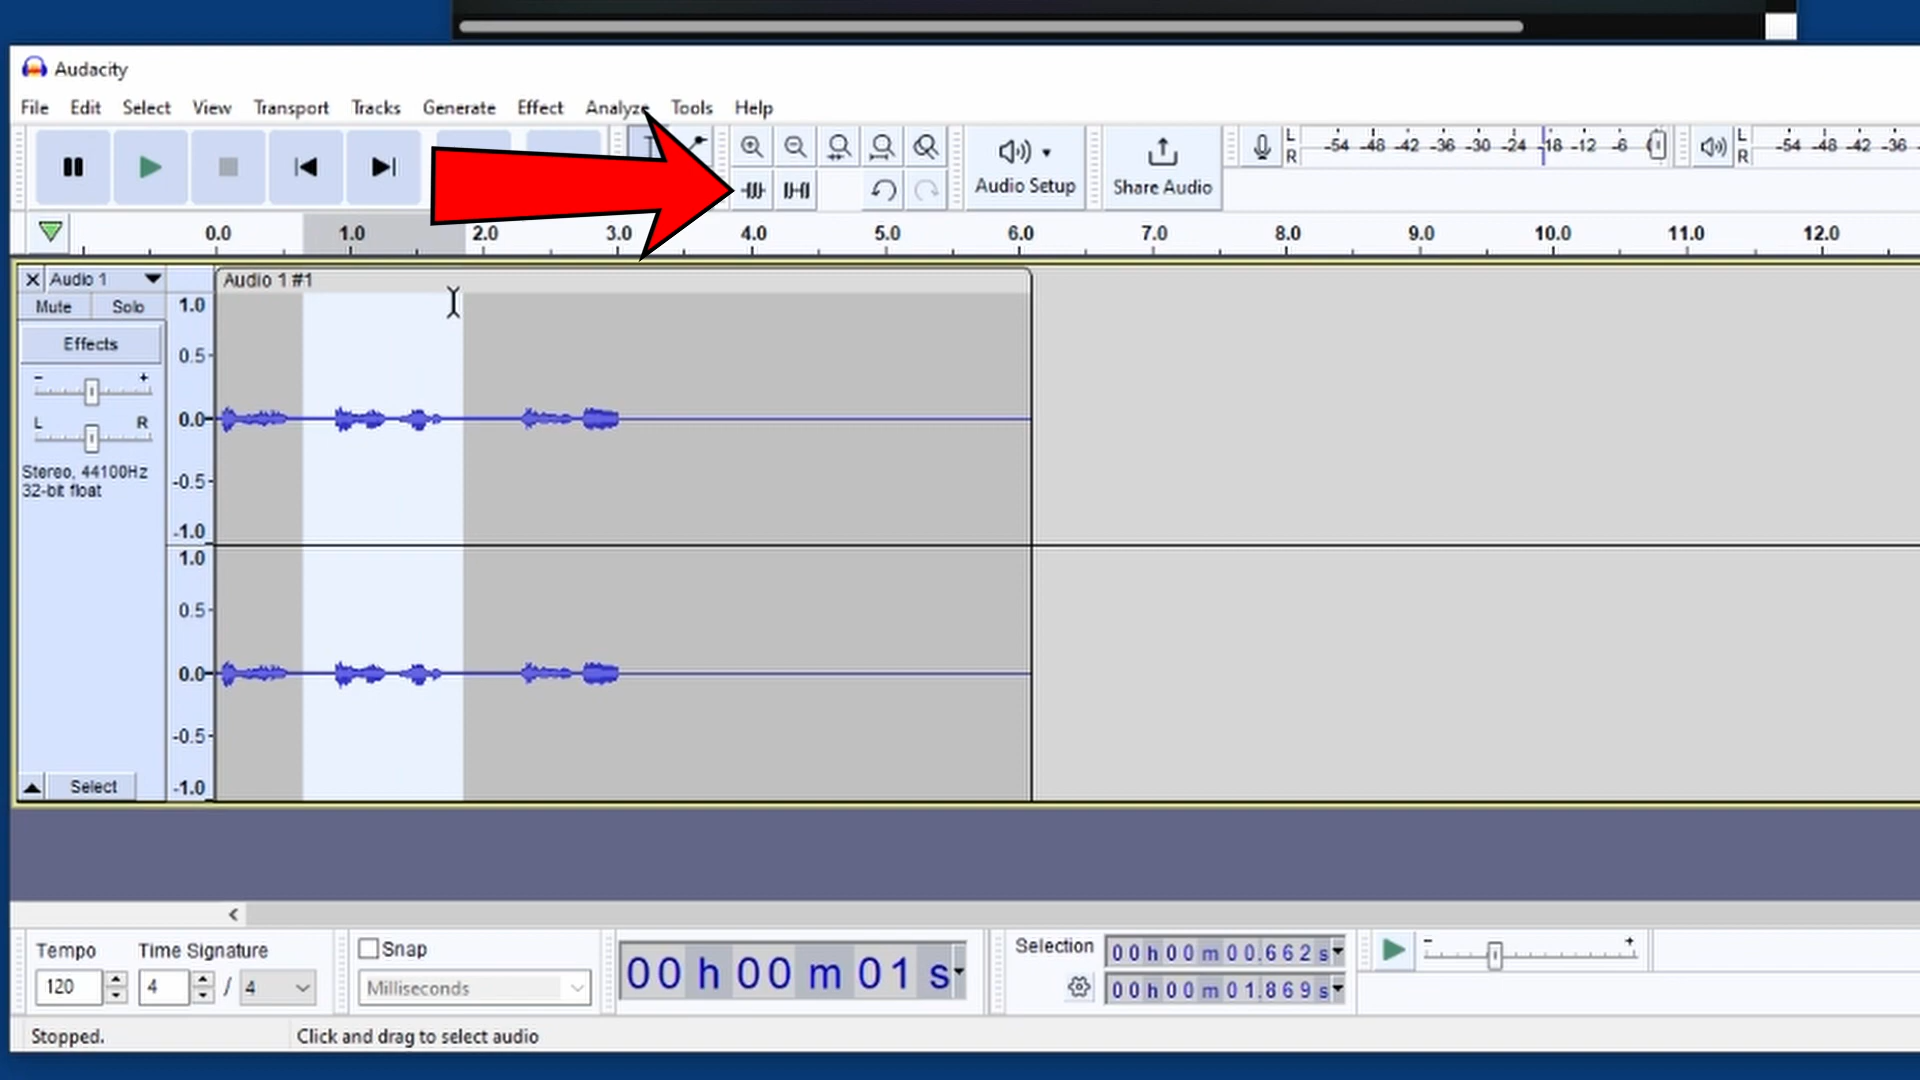 Audacity
File Edit Select View Transport Tracks Generate Effect Analyze Tools Help
L
R
-54 -48 -42 -36 -30 -24 -18 -12 -6
L
R
-54 -48 -42 -36
Audio Setup
Share Audio
0.0 1.0 2.0 3.0 4.0 5.0 6.0 7.0 8.0 9.0 10.0 11.0 12.0
Audio 1
Audio 1 #1
Mute Solo
Effects
- +
L R
Stereo, 44100Hz
32-bit float
Select
1.0
0.5
0.0
-0.5
-1.0
1.0
0.5
0.0
-0.5
-1.0
Tempo
120
Time Signature
4 / 4
Snap
Milliseconds
00 h 00 m 01 s
Selection
00 h 00 m 00.662 s
00 h 00 m 01.869 s
- +
Stopped.
Click and drag to select audio